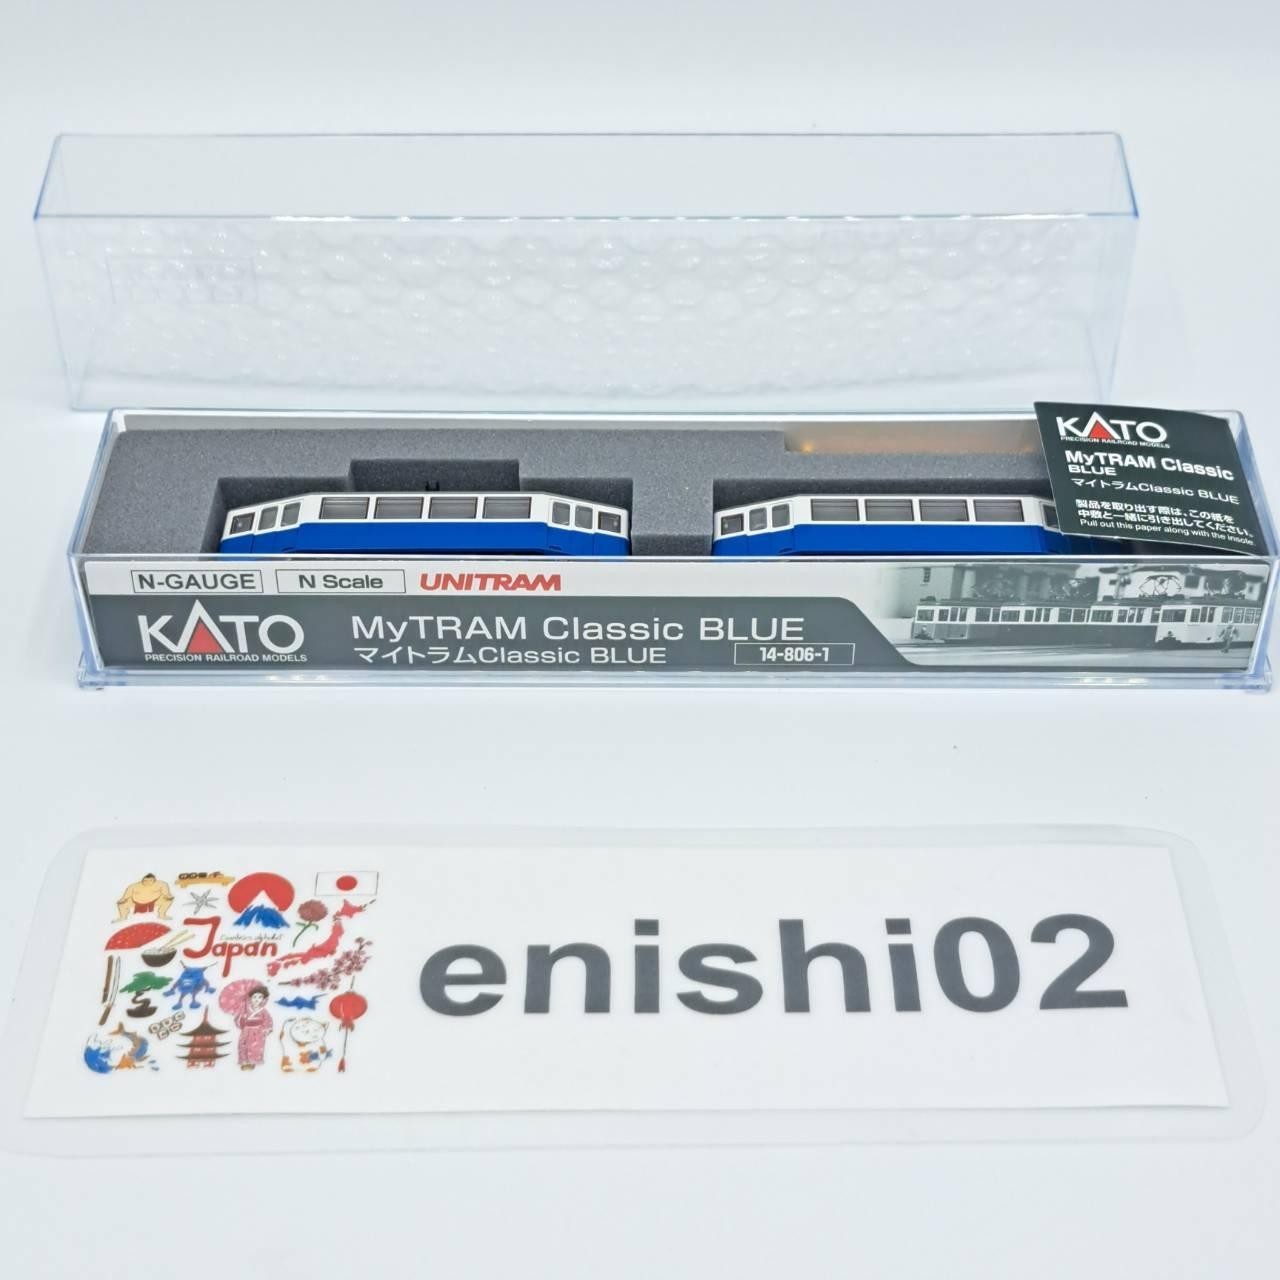 KATO
PRECISION RAILROAD MODELS
MyTRAM Classic
BLUE
マイトラムClassic BLUE
製品を取り出す際は、この紙を
中敷と一緒に引き出してください。
Pull out this paper along with the insole.
N-GAUGE N Scale UNITRAM
KATO
PRECISION RAILROAD MODELS
MyTRAM Classic BLUE
マイトラムClassic BLUE 14-806-1
Japan
enishi02